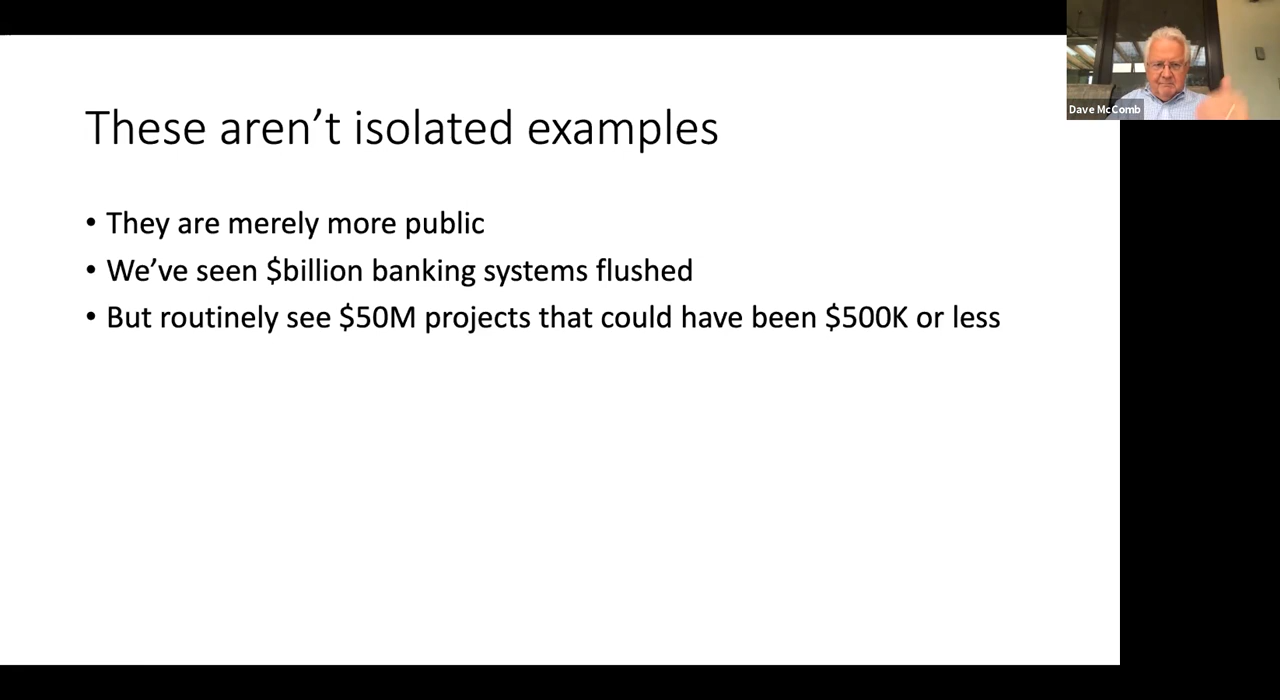 These aren’t isolated examples
• They are merely more public
• We’ve seen $billion banking systems flushed
• But routinely see $50M projects that could have been $500K or less
Dave McComb